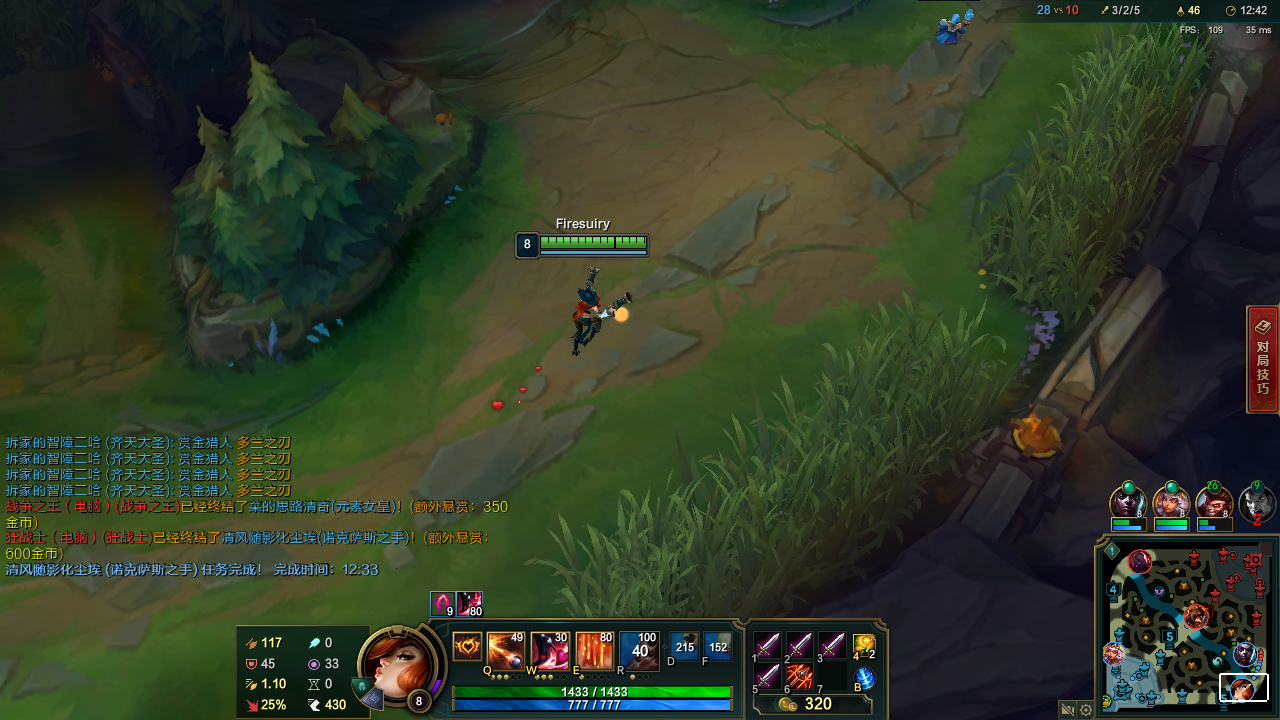 28 vs 10 3/2/5 46 12:42
FPS: 109 35 ms
Firesuiry
8
对局技巧
拆家的智障二哈 (齐天大圣): 赏金猎人 多兰之刃
拆家的智障二哈 (齐天大圣): 赏金猎人 多兰之刃
拆家的智障二哈 (齐天大圣): 赏金猎人 多兰之刃
拆家的智障二哈 (齐天大圣): 赏金猎人 多兰之刃
战争之王（电脑）(战争之王)已经终结了菜的思路清奇(元素女皇)!（额外悬赏: 350
金币)
狂战士（电脑）(狂战士)已经终结了清风随影化尘埃(诺克萨斯之手)!（额外悬赏:
600金币)
清风随影化尘埃 (诺克萨斯之手) 任务完成! 完成时间: 12:33
8 8 26 8 9 2
9 80
117 0
45 33
1.10 0
25% 430
8
49 30 80 100 40 215 152
Q W E R D F
1433 / 1433
777 / 777
1 2 3 4 2
5 6 7 B
320
4
5